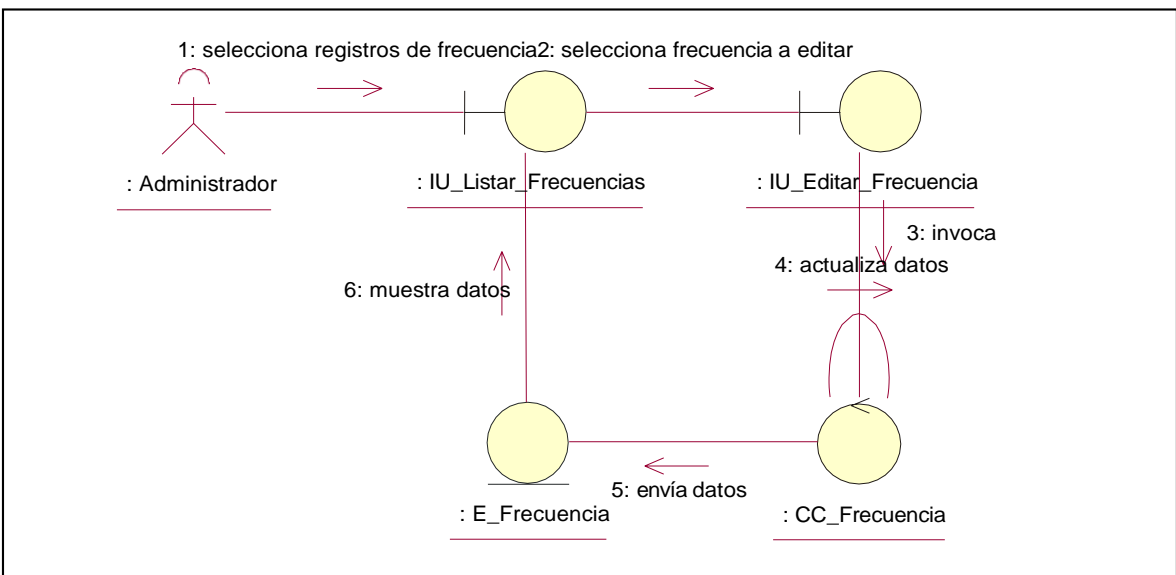 1: selecciona registros de frecuencia2: selecciona frecuencia a editar
: Administrador
: IU_Listar_Frecuencias
: IU_Editar_Frecuencia
3: invoca
4: actualiza datos
6: muestra datos
5: envía datos
: E_Frecuencia
: CC_Frecuencia